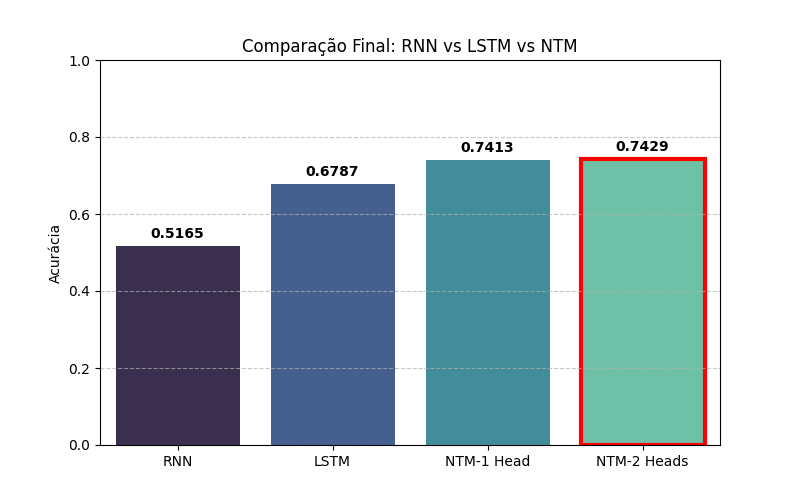 Comparação Final: RNN vs LSTM vs NTM
1.0
0.8
0.6
0.4
0.2
0.0
Acurácia
0.5165
0.6787
0.7413
0.7429
RNN
LSTM
NTM-1 Head
NTM-2 Heads